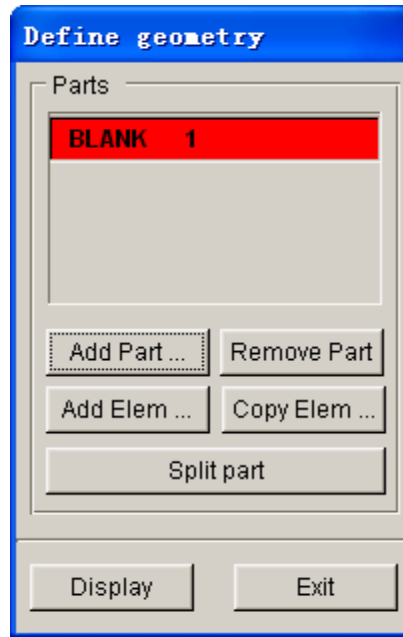 Define geometry
Parts
BLANK 1
Add Part ... Remove Part
Add Elem ... Copy Elem ...
Split part
Display Exit